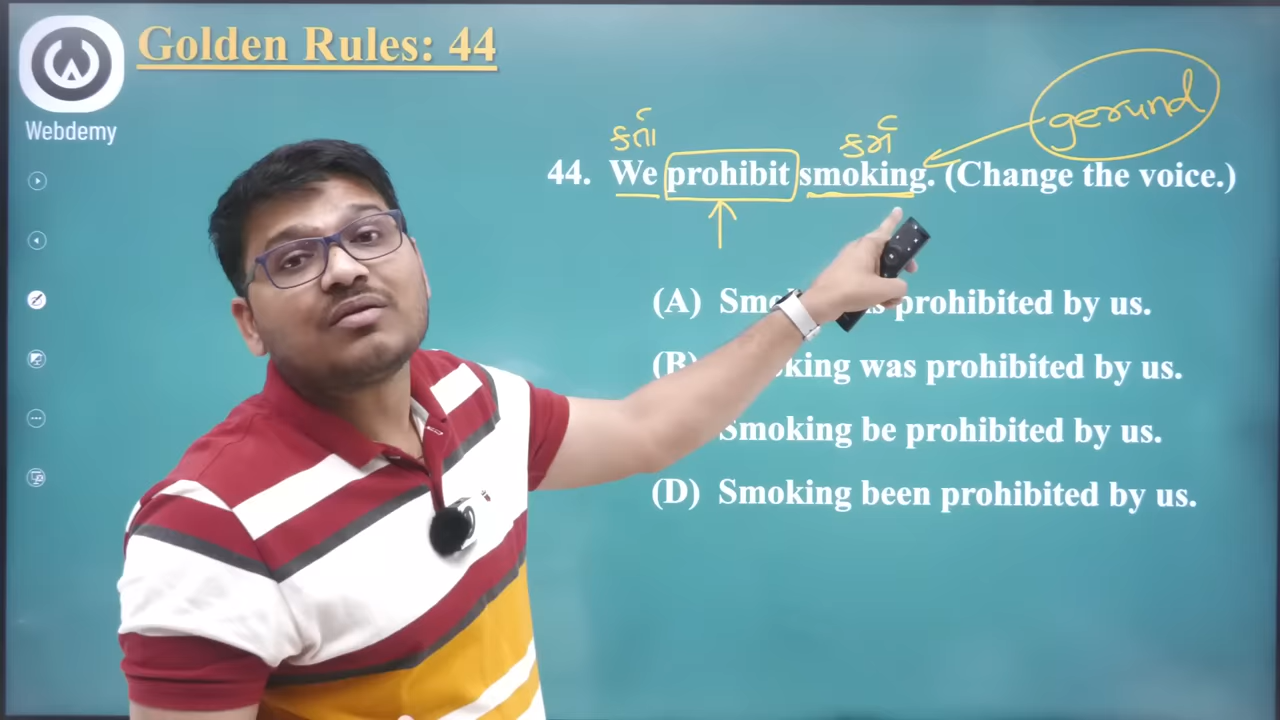 Golden Rules: 44
Webdemy
gerund
કર્તા
કર્મ
44. We prohibit smoking. (Change the voice.)
(A) prohibited by us.
(B) was prohibited by us.
Smoking be prohibited by us.
(D) Smoking been prohibited by us.